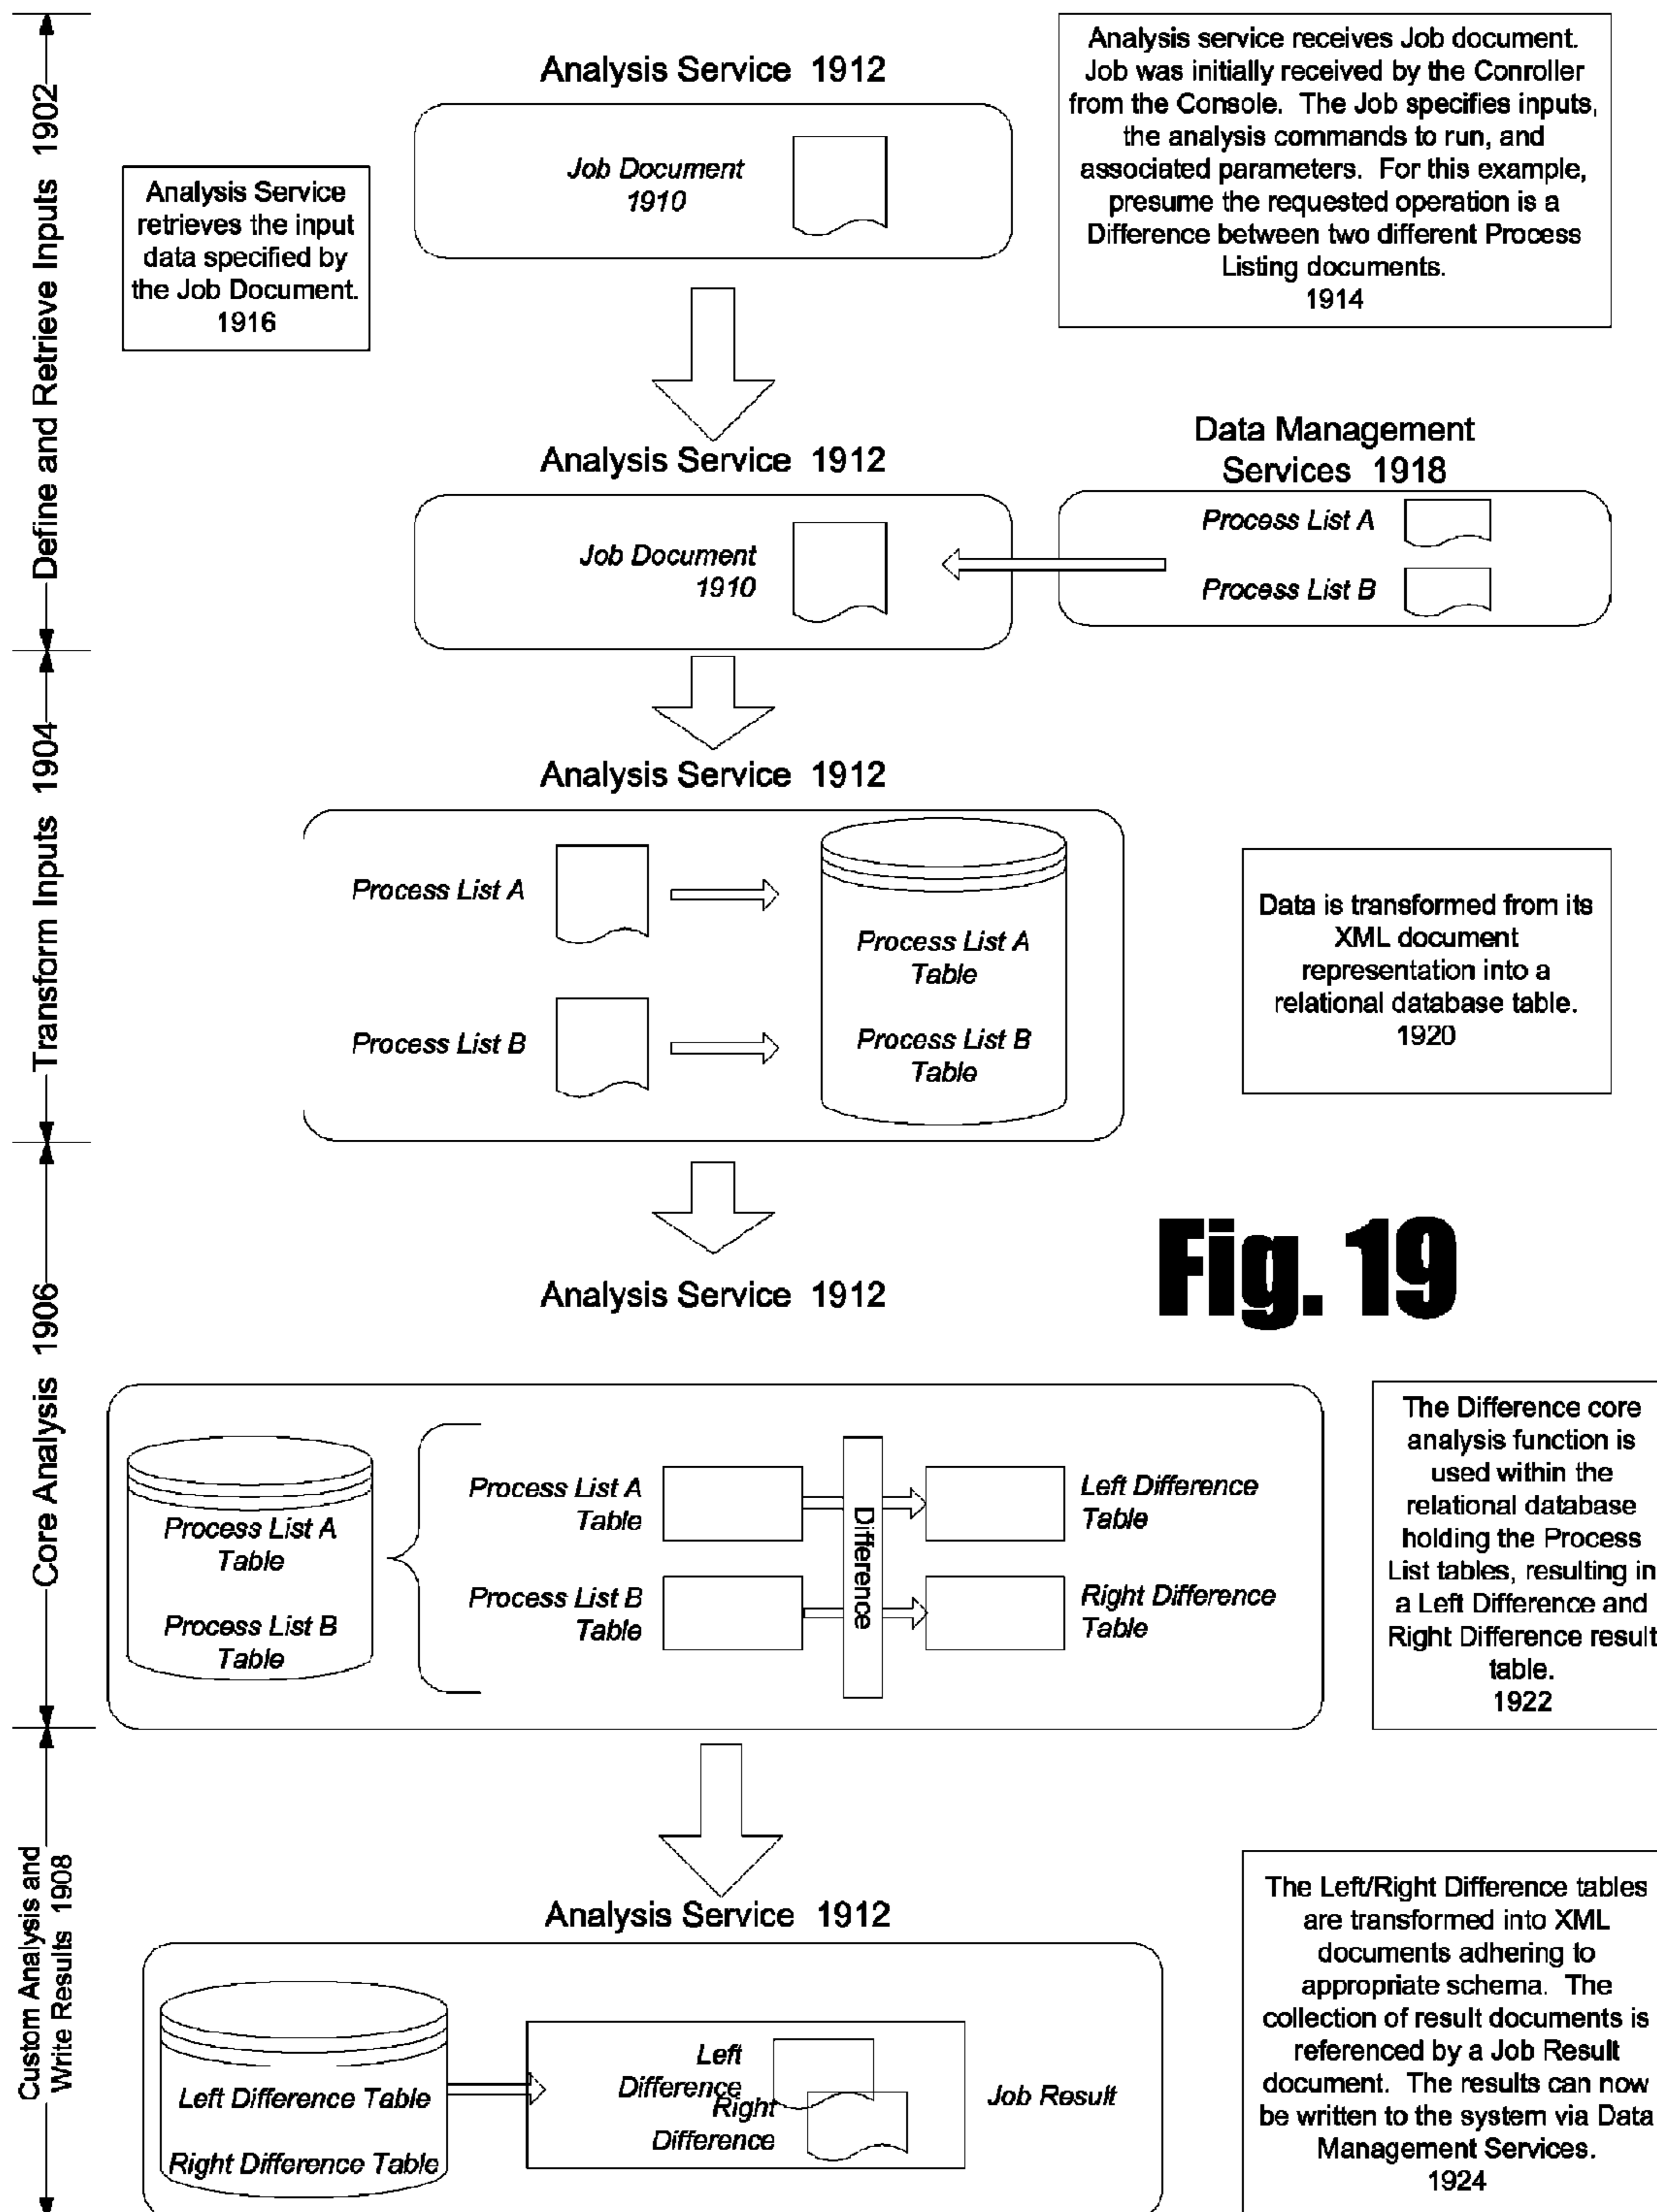 Define and Retrieve Inputs 1902
Analysis Service 1912
Job Document
1910
Analysis service receives Job document.
Job was initially received by the Conroller
from the Console. The Job specifies inputs,
the analysis commands to run, and
associated parameters. For this example,
presume the requested operation is a
Difference between two different Process
Listing documents.
1914
Analysis Service
retrieves the input
data specified by
the Job Document.
1916
Analysis Service 1912
Job Document
1910
Data Management
Services 1918
Process List A
Process List B
Transform Inputs 1904
Analysis Service 1912
Process List A
Process List B
Process List A
Table
Process List B
Table
Data is transformed from its
XML document
representation into a
relational database table.
1920
Fig. 19
Core Analysis 1906
Analysis Service 1912
Process List A
Table
Process List B
Table
Process List A
Table
Process List B
Table
Difference
Left Difference
Table
Right Difference
Table
The Difference core
analysis function is
used within the
relational database
holding the Process
List tables, resulting in
a Left Difference and
Right Difference result
table.
1922
Custom Analysis and
Write Results 1908
Analysis Service 1912
Left Difference Table
Right Difference Table
Left
Difference
Right
Difference
Job Result
The Left/Right Difference tables
are transformed into XML
documents adhering to
appropriate schema. The
collection of result documents is
referenced by a Job Result
document. The results can now
be written to the system via Data
Management Services.
1924